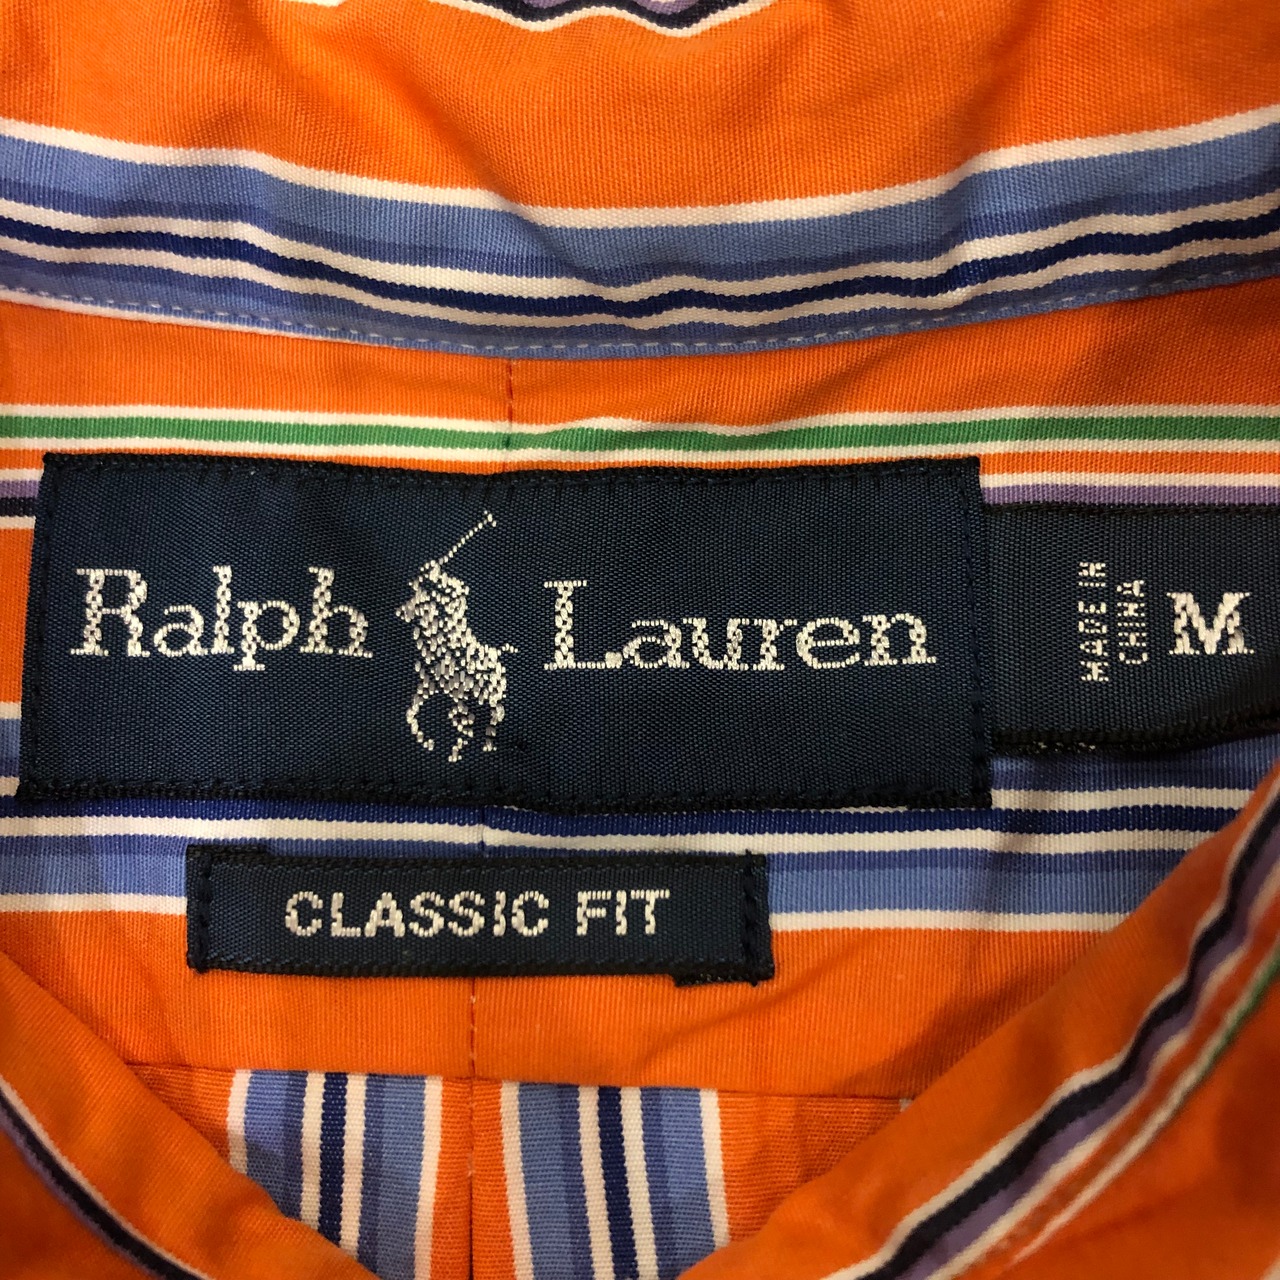 Ralph Lauren
MADE IN
CHINA
M
CLASSIC FIT